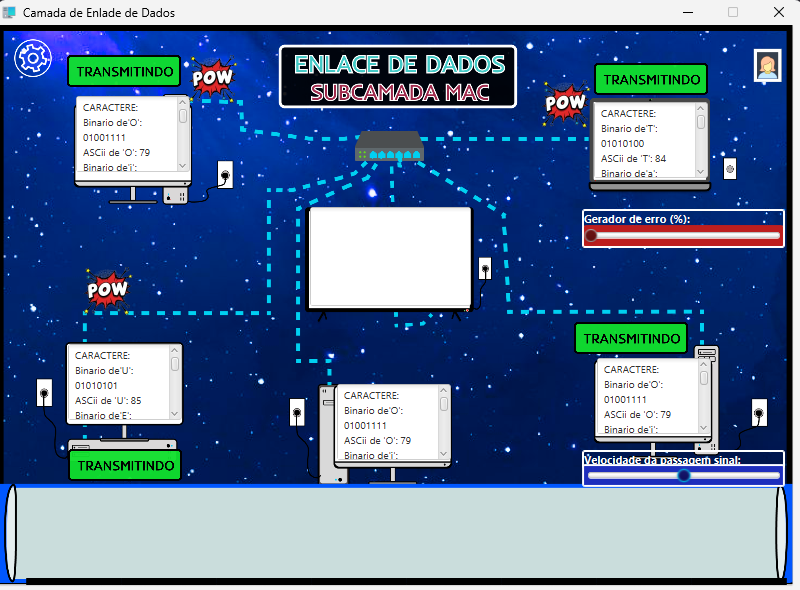 Camada de Enlade de Dados
TRANSMITINDO
POW
CARACTERE:
Binario de'O':
01001111
ASCii de 'O': 79
Binario de'i':
ENLACE DE DADOS
SUBCAMADA MAC
POW
TRANSMITINDO
CARACTERE:
Binario de'T':
01010100
ASCii de 'T': 84
Binario de'a':
Gerador de erro (%):
POW
CARACTERE:
Binario de'U':
01010101
ASCii de 'U': 85
Binario de'E':
TRANSMITINDO
CARACTERE:
Binario de'O':
01001111
ASCii de 'O': 79
Binario de'i':
TRANSMITINDO
CARACTERE:
Binario de'O':
01001111
ASCii de 'O': 79
Binario de'i':
Velocidade da passagem sinal: